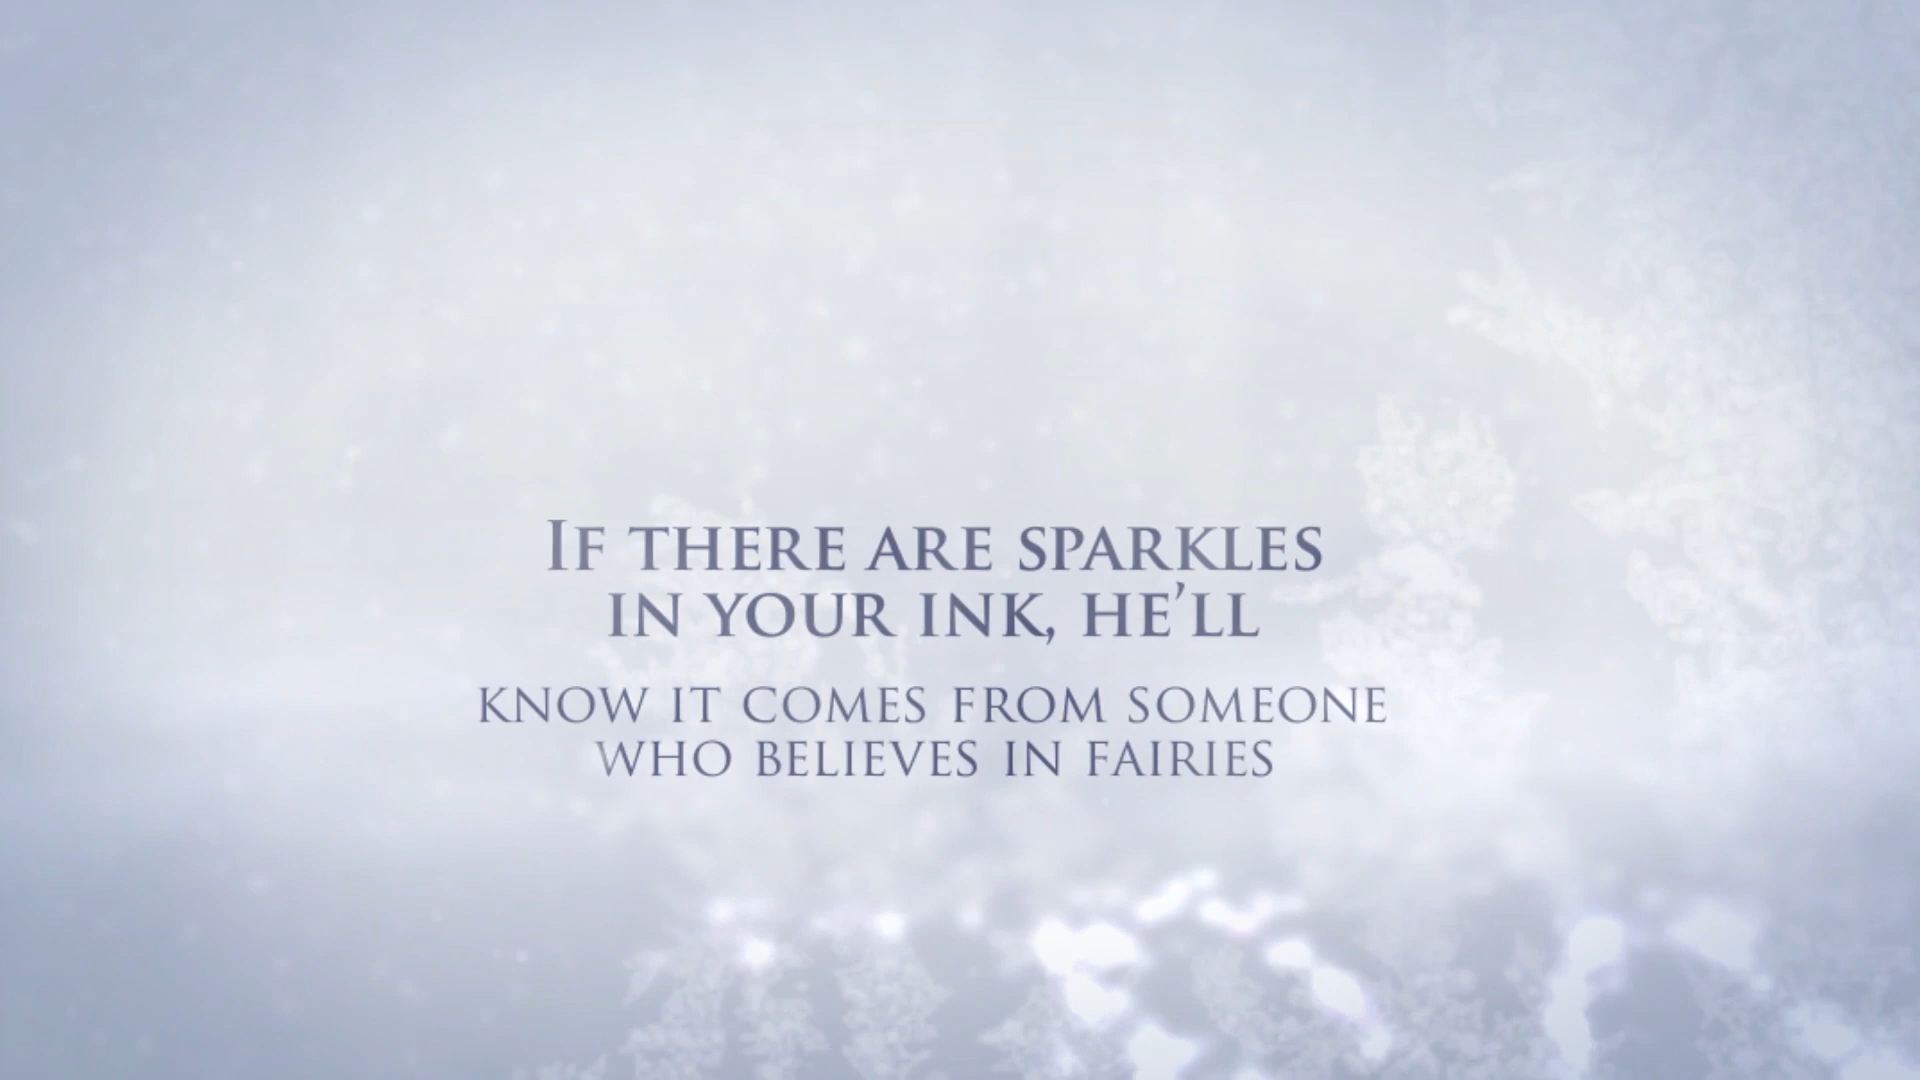 If there are sparkles
in your ink, he’ll
know it comes from someone
who believes in fairies